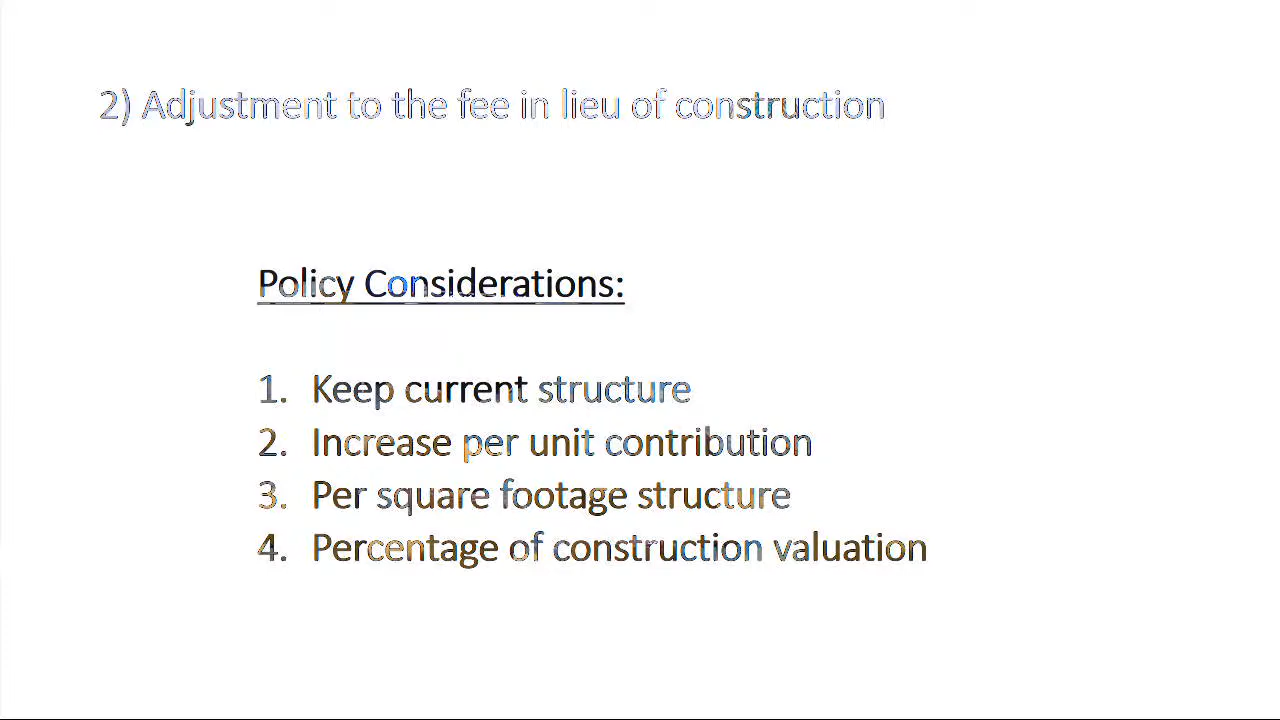 2) Adjustment to the fee in lieu of construction
Policy Considerations:
1. Keep current structure
2. Increase per unit contribution
3. Per square footage structure
4. Percentage of construction valuation